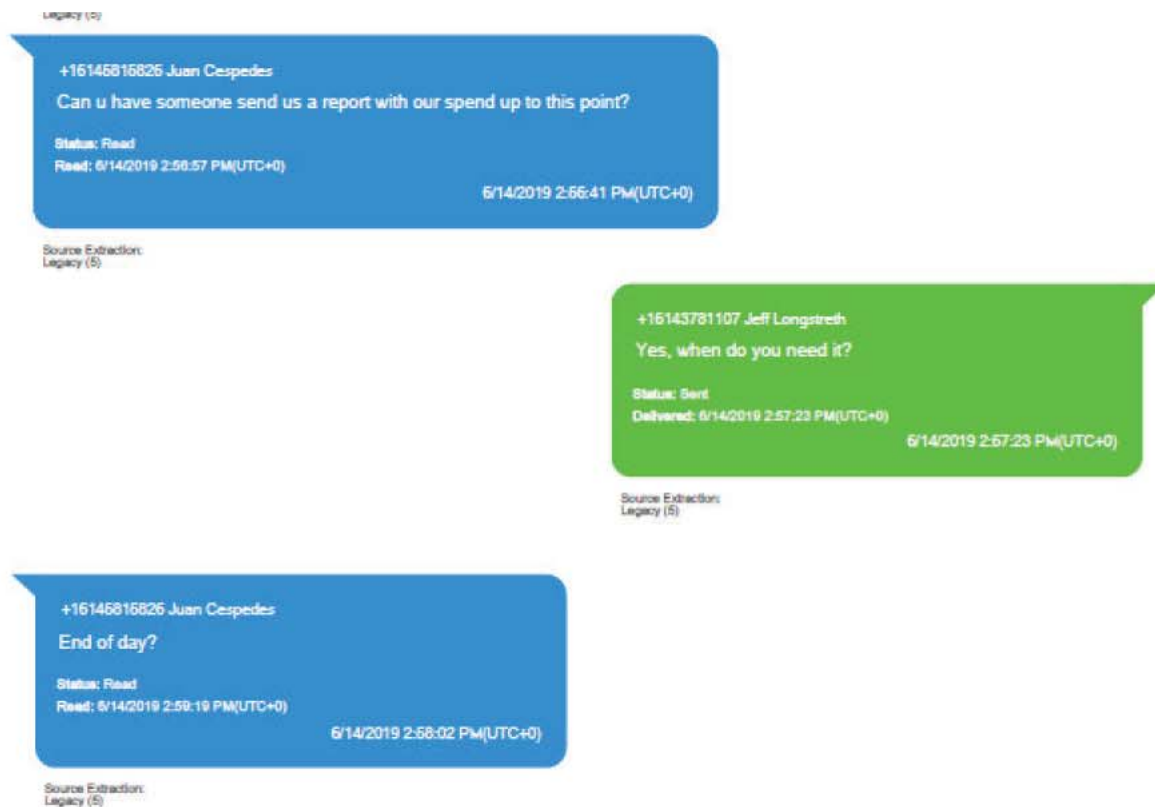 Legacy (5)
+16145815826 Juan Cespedes
Can u have someone send us a report with our spend up to this point?
Status: Read
Read: 6/14/2019 2:56:57 PM(UTC+0)
6/14/2019 2:56:41 PM(UTC+0)
Source Extraction:
Legacy (5)
+16143781107 Jeff Longstreth
Yes, when do you need it?
Status: Sent
Delivered: 6/14/2019 2:57:23 PM(UTC+0)
6/14/2019 2:57:23 PM(UTC+0)
Source Extraction:
Legacy (5)
+16145815826 Juan Cespedes
End of day?
Status: Read
Read: 6/14/2019 2:59:19 PM(UTC+0)
6/14/2019 2:58:02 PM(UTC+0)
Source Extraction:
Legacy (5)